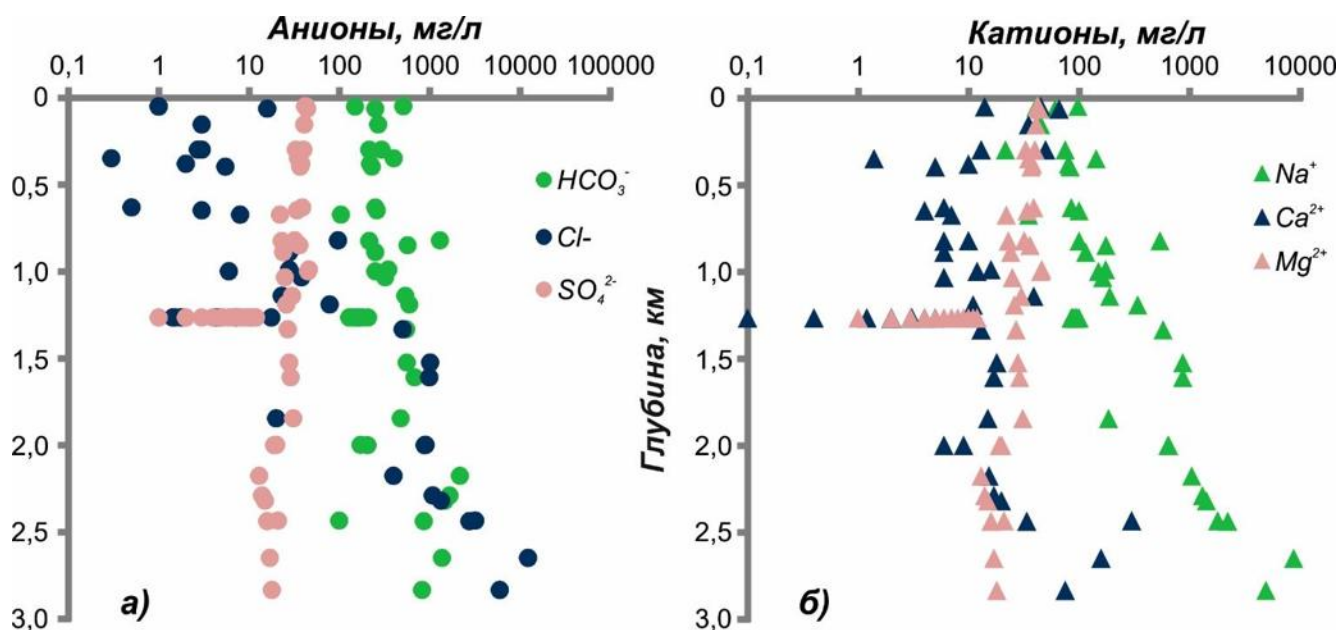 Анионы, мг/л
0,1 1 10 100 1000 10000 100000
0
0,5
1,0
1,5
2,0
2,5
3,0
HCO₃⁻
Cl-
SO₄²⁻
а)
Катионы, мг/л
0,1 1 10 100 1000 10000
0
0,5
1,0
1,5
2,0
2,5
3,0
Глубина, км
Na⁺
Ca²⁺
Mg²⁺
б)